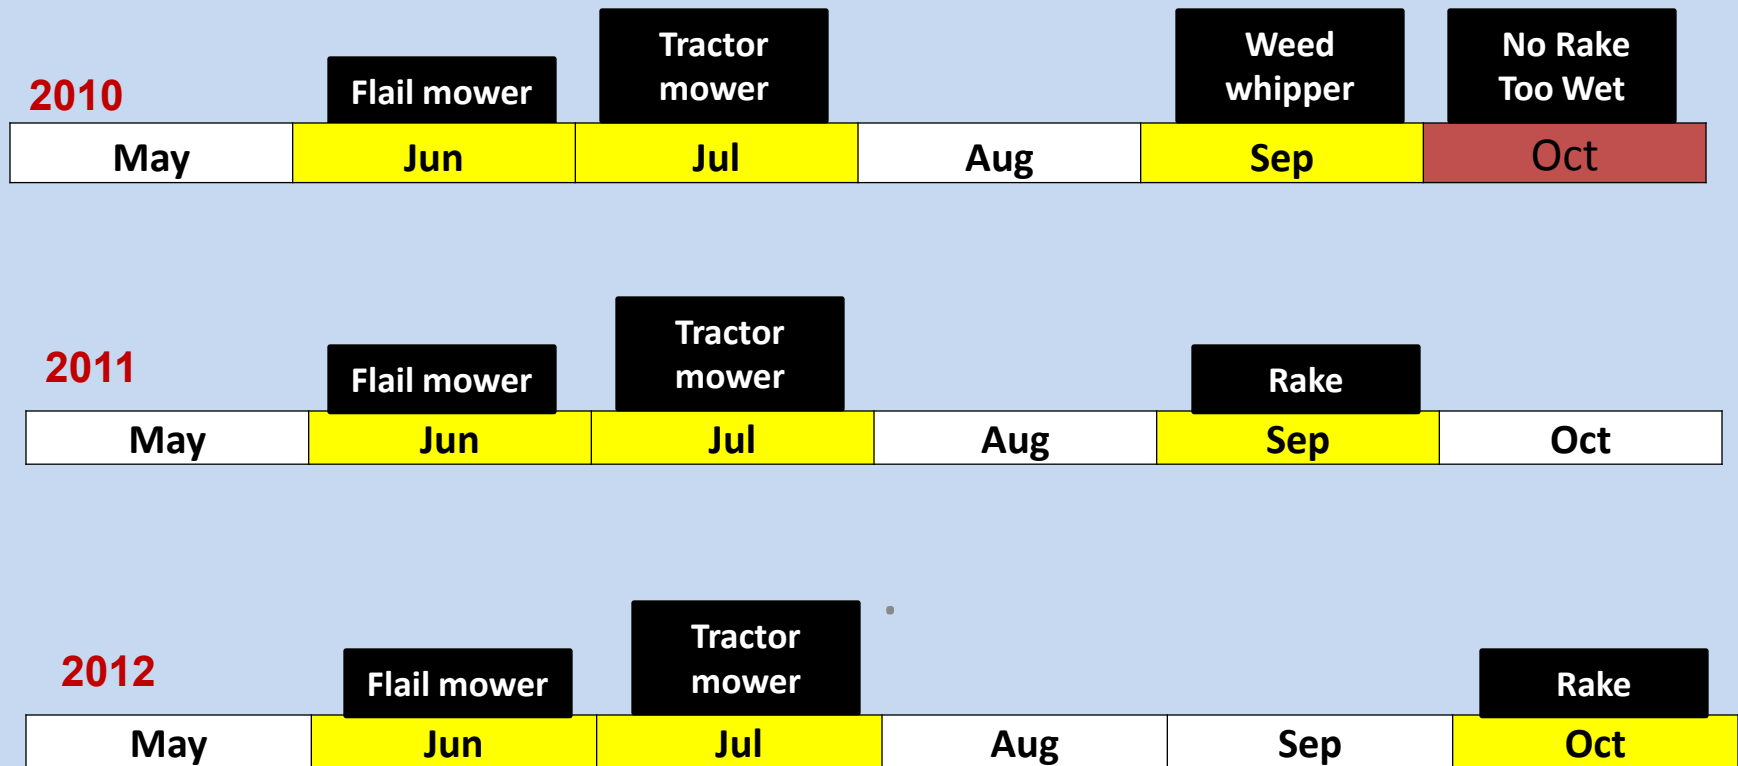 2010
Flail mower
Tractor
mower
Weed
whipper
No Rake
Too Wet
May Jun Jul Aug Sep Oct
2011
Flail mower
Tractor
mower
Rake
May Jun Jul Aug Sep Oct
2012
Flail mower
Tractor
mower
Rake
May Jun Jul Aug Sep Oct